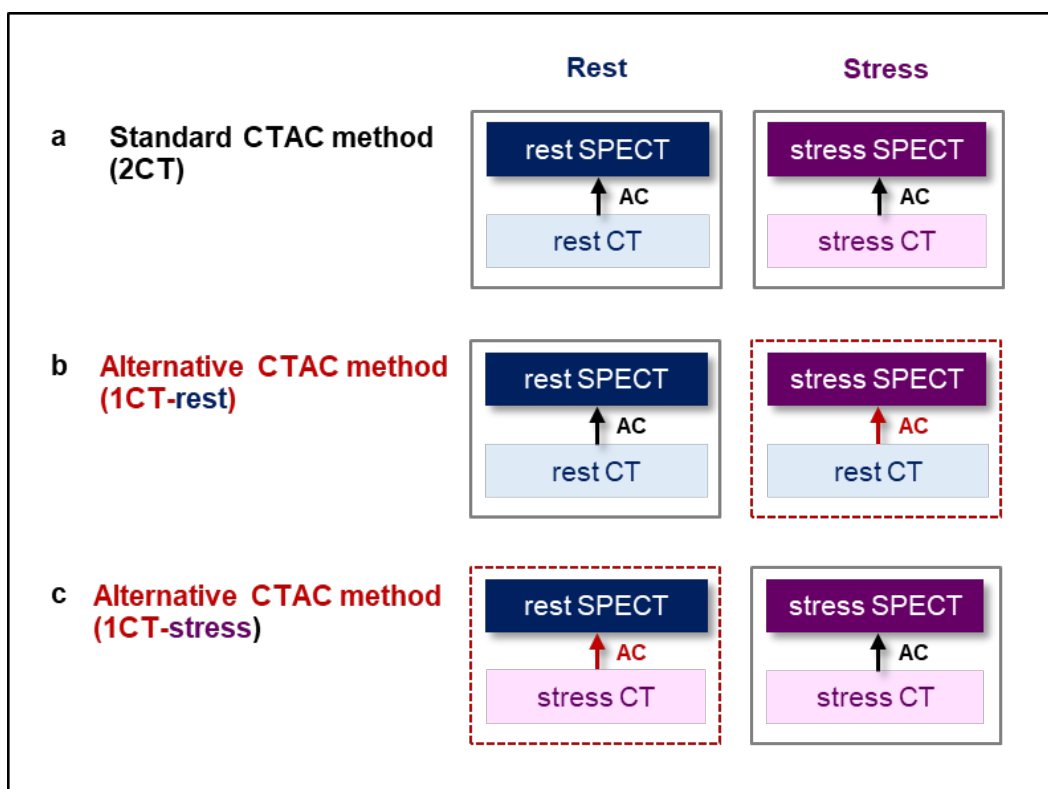 Rest Stress
a Standard CTAC method
(2CT)
rest SPECT
AC
rest CT
stress SPECT
AC
stress CT
b Alternative CTAC method
(1CT-rest)
rest SPECT
AC
rest CT
stress SPECT
AC
rest CT
c Alternative CTAC method
(1CT-stress)
rest SPECT
AC
stress CT
stress SPECT
AC
stress CT